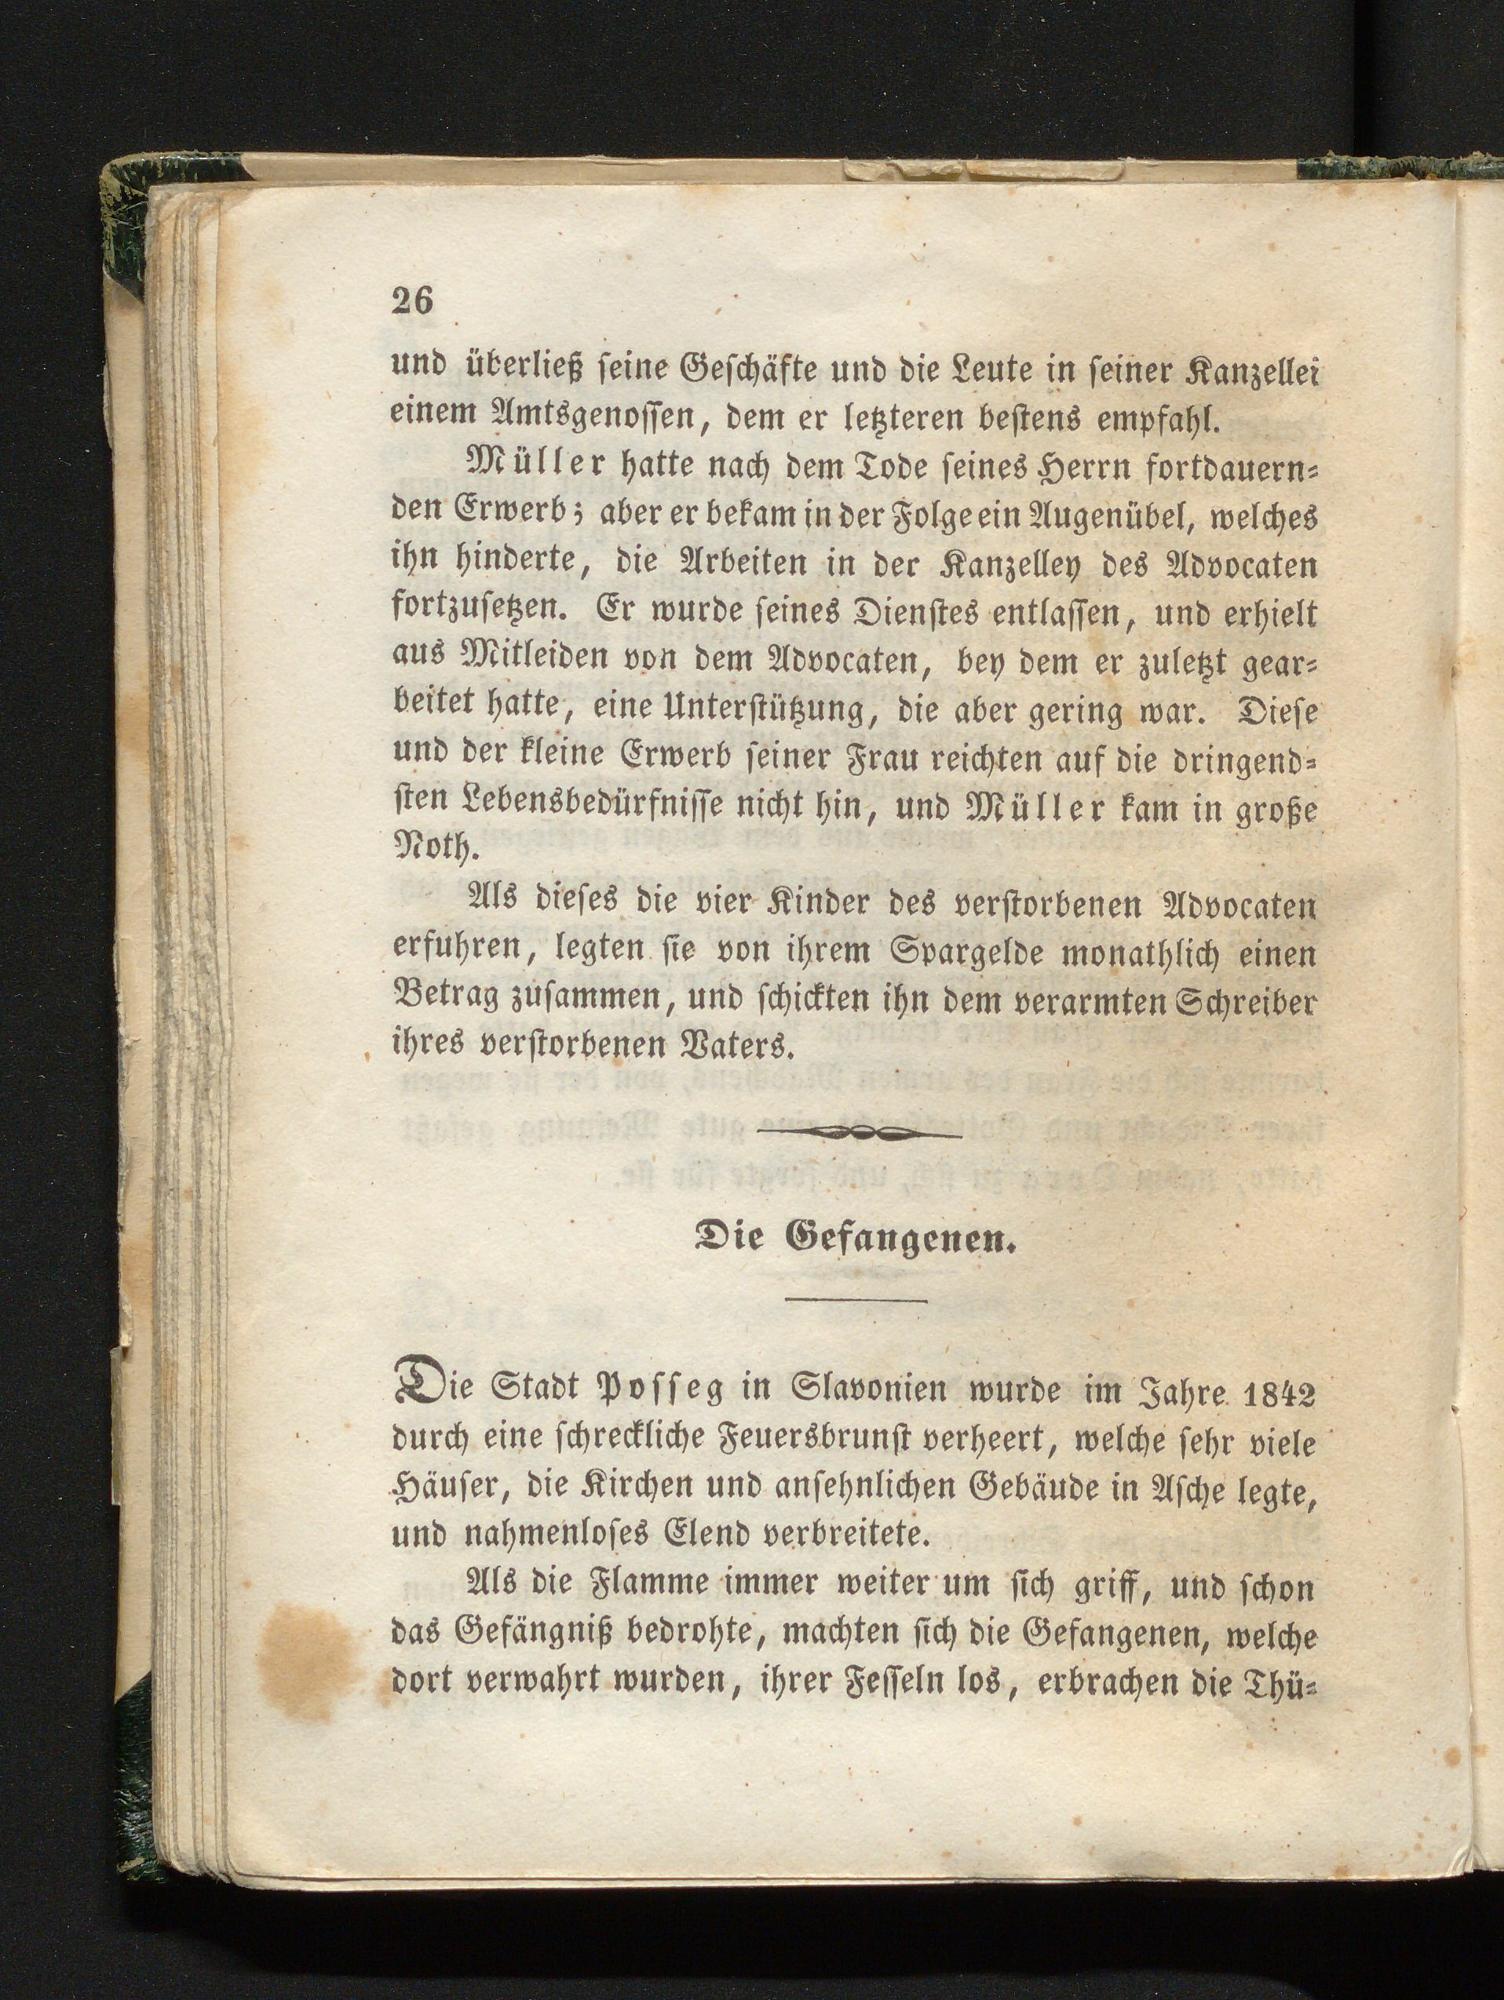 26
und überließ seine Geschäfte und die Leute in seiner Kanzellei
einem Amtsgenossen, dem er letzteren bestens empfahl.
Müller hatte nach dem Tode seines Herrn fortdauern-
den Erwerb; aber er bekam in der Folge ein Augenübel, welches
ihn hinderte, die Arbeiten in der Kanzelley des Advocaten
fortzusetzen. Er wurde seines Dienstes entlassen, und erhielt
aus Mitleiden von dem Advocaten, bey dem er zuletzt gear-
beitet hatte, eine Unterstützung, die aber gering war. Diese
und der kleine Erwerb seiner Frau reichten auf die dringend-
sten Lebensbedürfnisse nicht hin, und Müller kam in große
Noth.
Als dieses die vier Kinder des verstorbenen Advocaten
erfuhren, legten sie von ihrem Spargelde monathlich einen
Betrag zusammen, und schickten ihn dem verarmten Schreiber
ihres verstorbenen Vaters.
Die Gefangenen.
Die Stadt Posseg in Slavonien wurde im Jahre 1842
durch eine schreckliche Feuersbrunst verheert, welche sehr viele
Häuser, die Kirchen und ansehnlichen Gebäude in Asche legte,
und nahmenloses Elend verbreitete.
Als die Flamme immer weiter um sich griff, und schon
das Gefängniß bedrohte, machten sich die Gefangenen, welche
dort verwahrt wurden, ihrer Fesseln los, erbrachen die Thü-